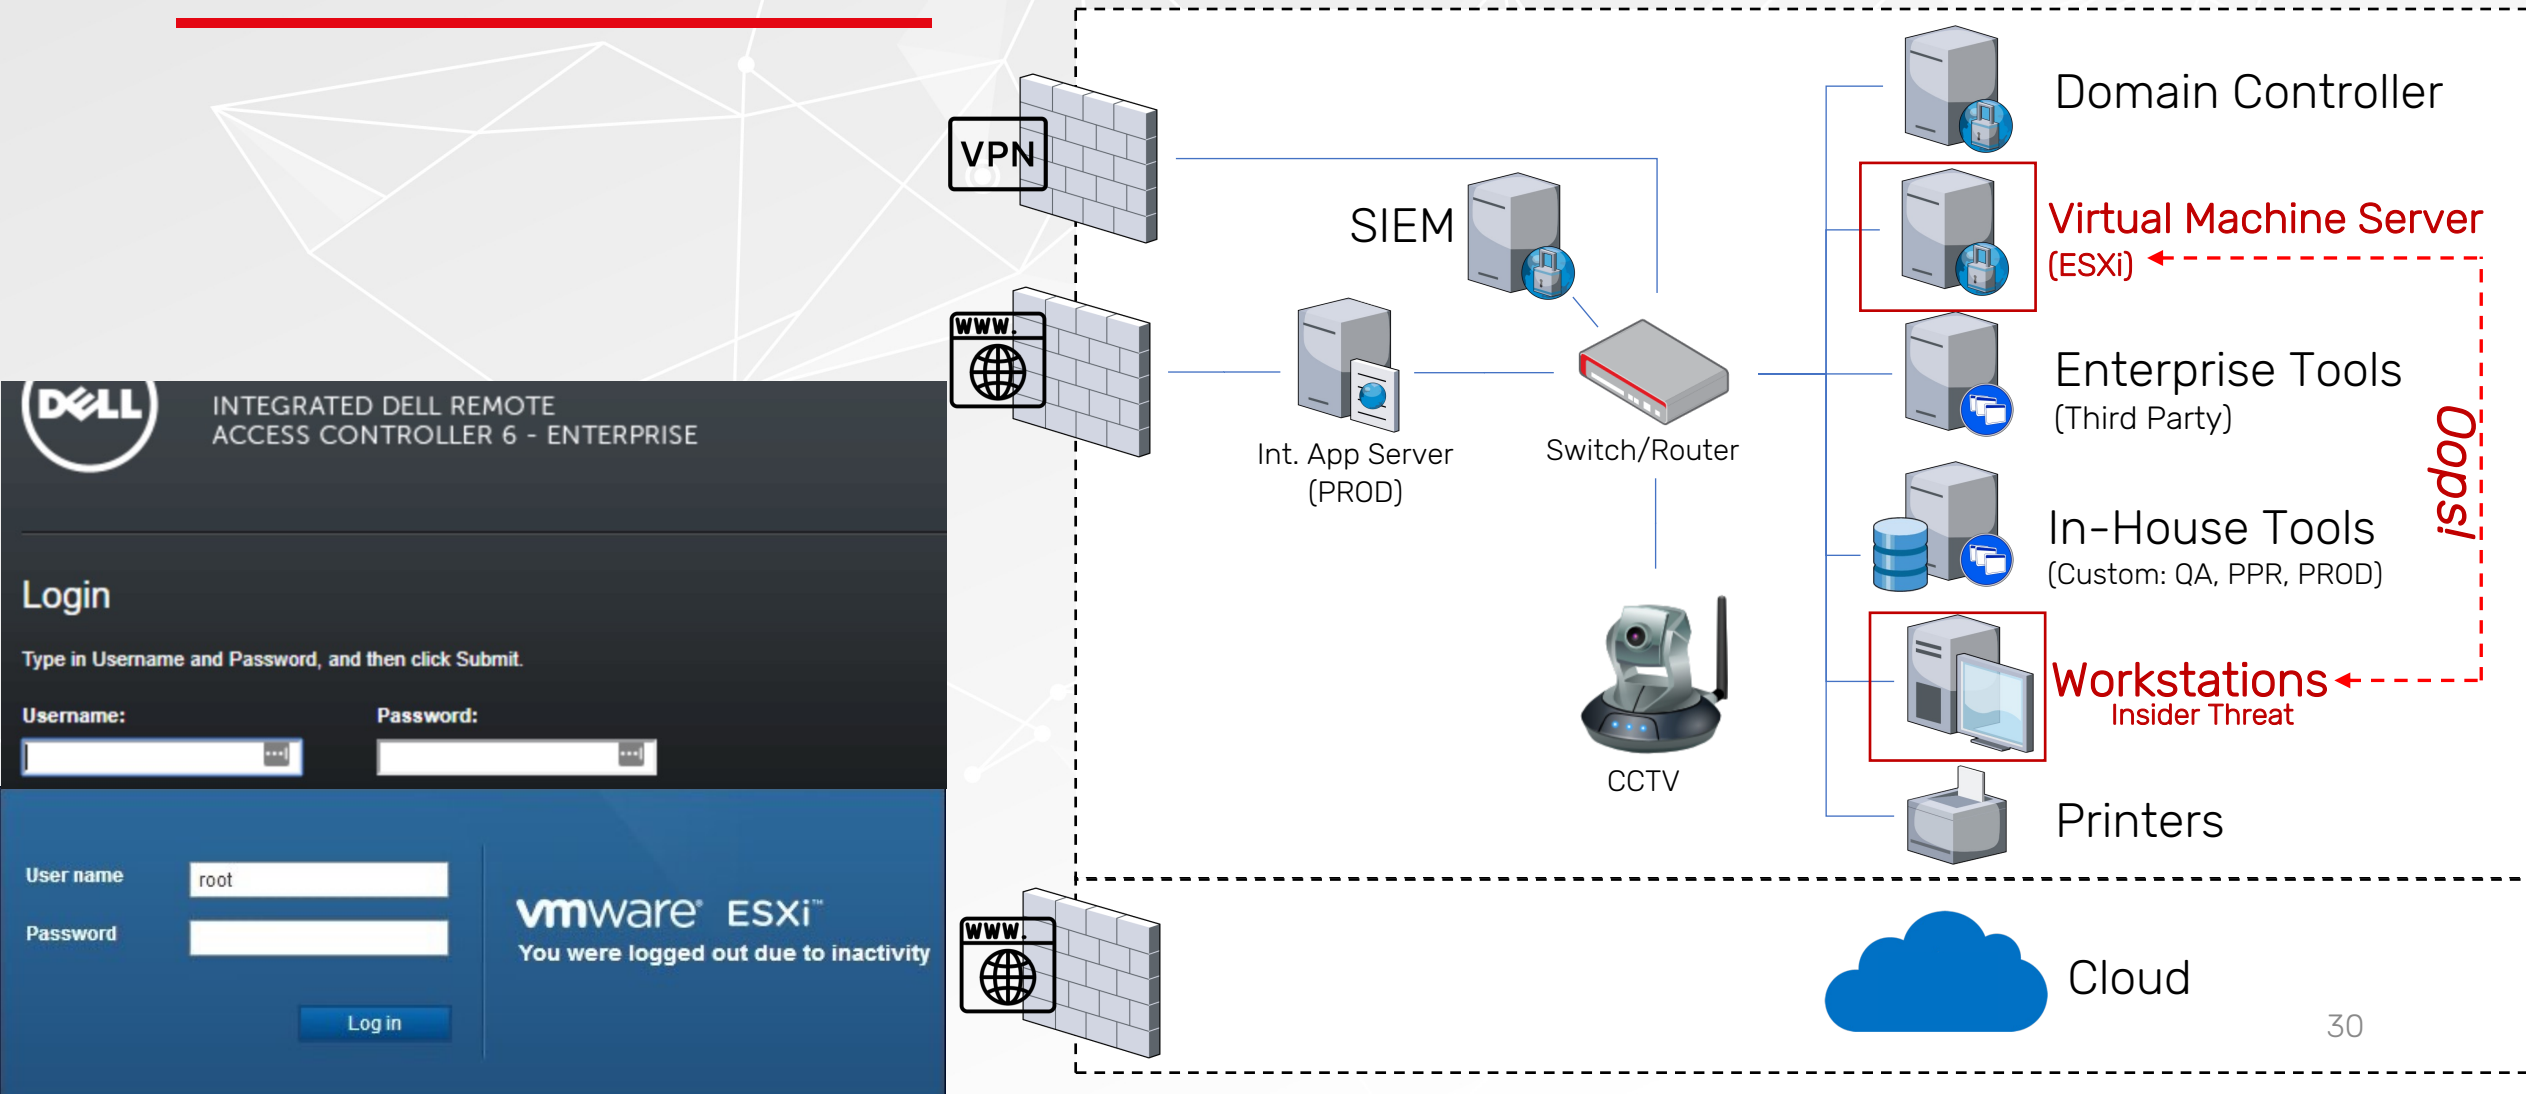 DELL
INTEGRATED DELL REMOTE
ACCESS CONTROLLER 6 - ENTERPRISE
Login
Type in Username and Password, and then click Submit.
Username:
Password:
User name
root
Password
Log in
vmware® ESXi™
You were logged out due to inactivity
VPN
WWW.
SIEM
Int. App Server
(PROD)
Switch/Router
CCTV
Domain Controller
Virtual Machine Server
(ESXi)
Enterprise Tools
(Third Party)
In-House Tools
(Custom: QA, PPR, PROD)
Oops!
Workstations
Insider Threat
Printers
WWW.
Cloud
30